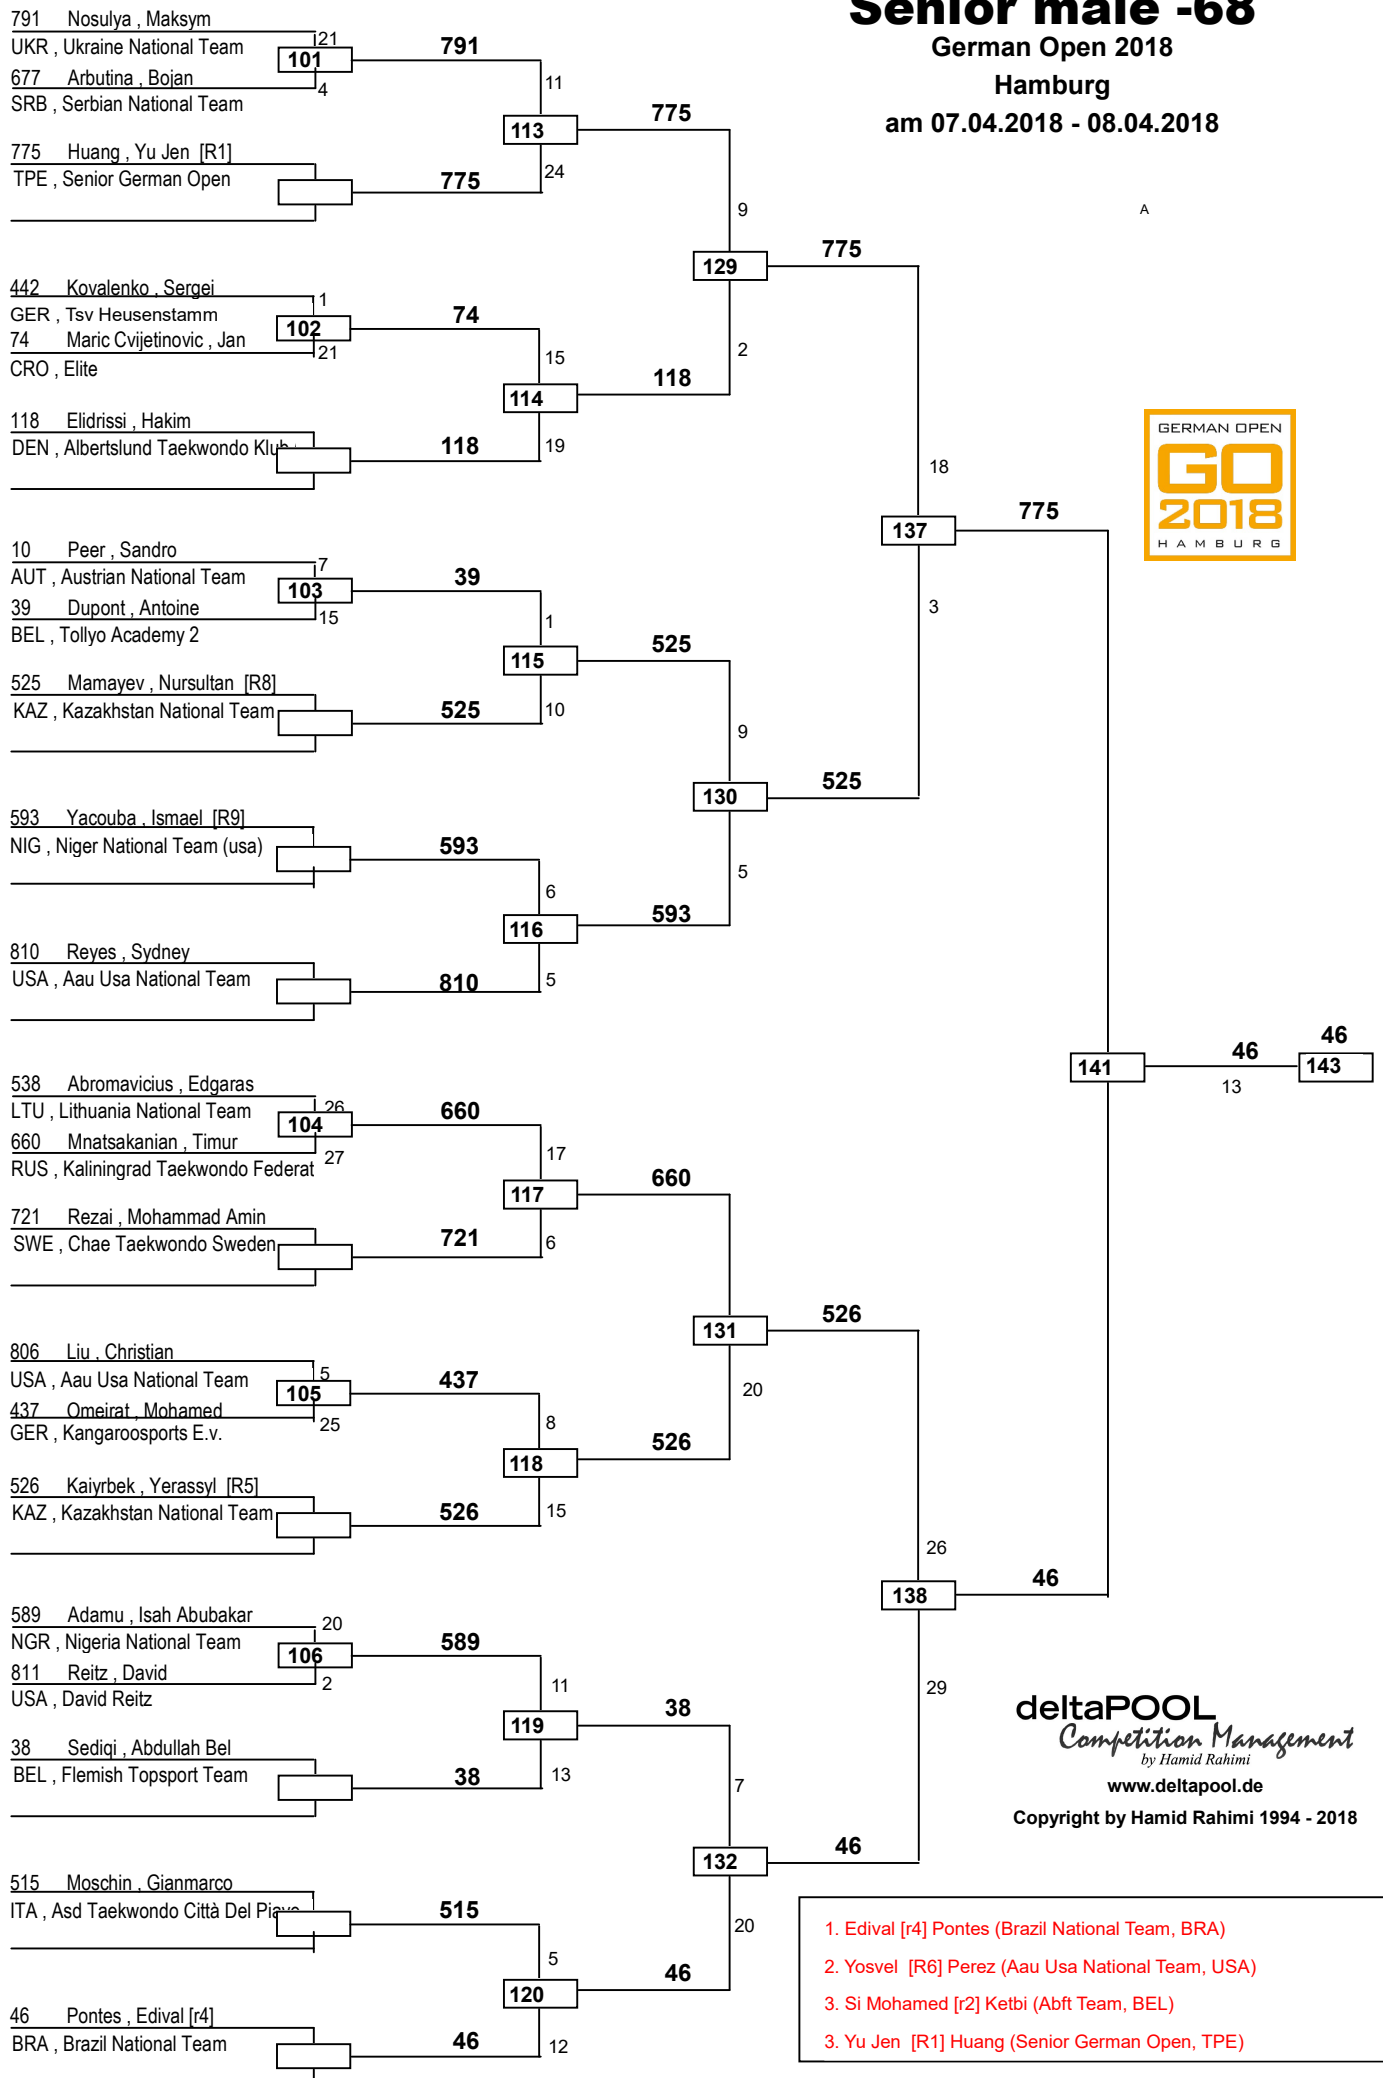 Senior male -68
German Open 2018
Hamburg
am 07.04.2018 - 08.04.2018
A
791 Nosulya , Maksym
UKR , Ukraine National Team
21
101
791
677 Arbutina , Bojan
4
SRB , Serbian National Team
11
113
775
775 Huang , Yu Jen [R1]
TPE , Senior German Open
775
24
9
129
775
442 Kovalenko , Sergei
1
GER , Tsv Heusenstamm
102
74
74 Maric Cvijetinovic , Jan
21
CRO , Elite
15
2
114
118
118 Elidrissi , Hakim
DEN , Albertslund Taekwondo Klub
118
19
18
137
775
GERMAN OPEN
GO
2018
HAMBURG
10 Peer , Sandro
7
AUT , Austrian National Team
103
39
39 Dupont , Antoine
15
BEL , Tollyo Academy 2
1
3
115
525
525 Mamayev , Nursultan [R8]
KAZ , Kazakhstan National Team
525
10
9
130
525
593 Yacouba , Ismael [R9]
NIG , Niger National Team (usa)
593
6
5
116
593
810 Reyes , Sydney
USA , Aau Usa National Team
810
5
141
46
13
46
143
538 Abromavicius , Edgaras
26
LTU , Lithuania National Team
104
660
660 Mnatsakanian , Timur
27
RUS , Kaliningrad Taekwondo Federat
17
117
660
721 Rezai , Mohammad Amin
SWE , Chae Taekwondo Sweden
721
6
131
526
806 Liu , Christian
5
USA , Aau Usa National Team
105
437
437 Omeirat , Mohamed
25
GER , Kangaroosports E.v.
8
20
118
526
526 Kaiyrbek , Yerassyl [R5]
KAZ , Kazakhstan National Team
526
15
26
138
46
589 Adamu , Isah Abubakar
20
NGR , Nigeria National Team
106
589
811 Reitz , David
2
USA , David Reitz
11
29
119
38
38 Sediqi , Abdullah Bel
BEL , Flemish Topsport Team
38
13
7
132
46
deltaPOOL
Competition Management
by Hamid Rahimi
www.deltapool.de
Copyright by Hamid Rahimi 1994 - 2018
515 Moschin , Gianmarco
ITA , Asd Taekwondo Città Del Piave
515
5
20
120
46
46 Pontes , Edival [r4]
BRA , Brazil National Team
46
12
1. Edival [r4] Pontes (Brazil National Team, BRA)
2. Yosvel [R6] Perez (Aau Usa National Team, USA)
3. Si Mohamed [r2] Ketbi (Abft Team, BEL)
3. Yu Jen [R1] Huang (Senior German Open, TPE)